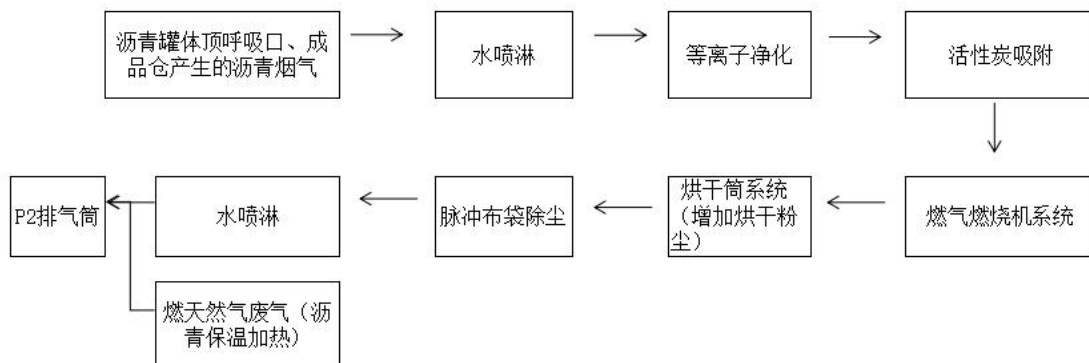 沥青罐体顶呼吸口、成
品仓产生的沥青烟气
水喷淋
等离子净化
活性炭吸附
P2排气筒
水喷淋
脉冲布袋除尘
烘干筒系统
（增加烘干粉
尘）
燃气燃烧机系统
燃天然气废气（沥
青保温加热）